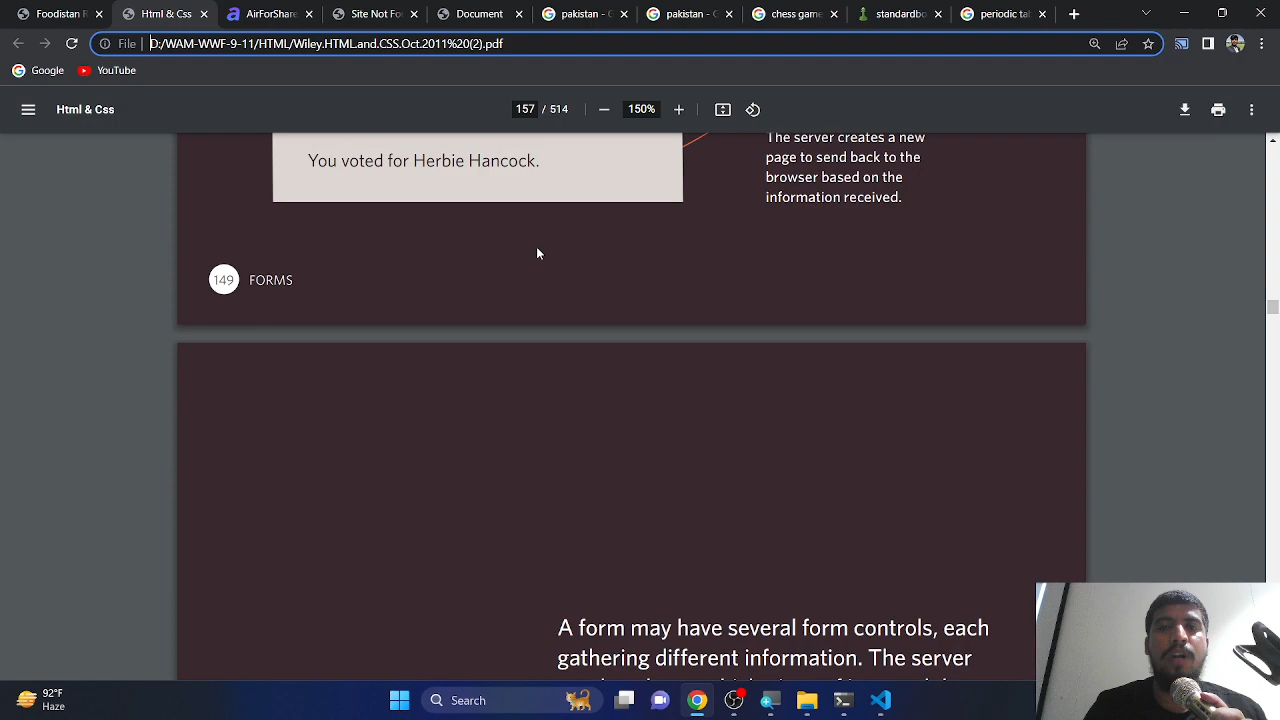 Foodistan R
Html & Css
AirForShare
Site Not Fo
Document
pakistan - G
pakistan - G
chess game
standardbo
periodic ta
File
D:/WAM-WWF-9-11/HTML/Wiley.HTMLand.CSS.Oct.2011%20(2).pdf
Google
YouTube
Html & Css
157 / 514
150%
You voted for Herbie Hancock.
The server creates a new
page to send back to the
browser based on the
information received.
149 FORMS
A form may have several form controls, each
gathering different information. The server
92°F
Haze
Search